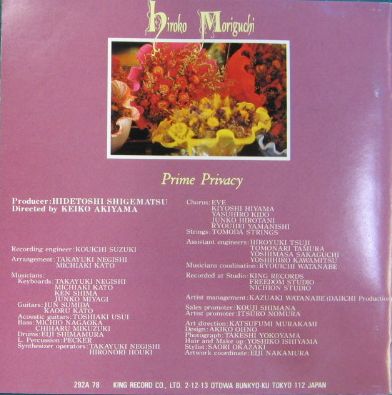 Hiroko Moriguchi
Prime Privacy
Producer:HIDETOSHI SHIGEMATSU
Directed by KEIKO AKIYAMA
Recording engineer:KOUICHI SUZUKI
Arrangement:TAKAYUKI NEGISHI
MICHIAKI KATO
Musicians:
Keyboards:TAKAYUKI NEGISHI
MICHIAKI KATO
KEN SHIMA
JUNKO MIYAGI
Guitars:JUN SUMIDA
KAORU KATO
Acoustic guitars:TOSHIAKI USUI
Bass:MICHIO NAGAOKA
CHIHARU MIKUZUKI
Drums:EIJI SHIMAMURA
L. Percussion:PECKER
Synthesizer operators:TAKAYUKI NEGISHI
HIRONORI HOUKI
Chorus:EVE
KIYOSHI HIYAMA
YASUHIRO KIDO
JUNKO HIROTANI
RYOUHEI YAMANISHI
Strings:TOMODA STRINGS
Assistant engineers:HIROYUKI TSUJI
TOMONARI TAMURA
YOSHIMASA SAKAGUCHI
YOSHIHIRO KAWAMITSU
Musicians coodination:RYOUICHI WATANABE
Recorded at Studio:KING RECORDS
FREEDOM STUDIO
NICHION STUDIO
Artist management:KAZUAKI WATANABE(DAIICHI Production
Sales promoter:KOUJI SHIMANA
Artist promoter:ITSURO NOMURA
Art direction:KATSUFUMI MURAKAMI
Design:AKIKO OENO
Photograph:TAKESHI YOKOYAMA
Hair and Make up:YOSHIKO ISHIYAMA
Stylist:SAORI OKAZAKI
Artwork coordinate:EIJI NAKAMURA
292A 78 KING RECORD CO., LTD. 2-12-13 OTOWA BUNKYO-KU TOKYO 112 JAPAN